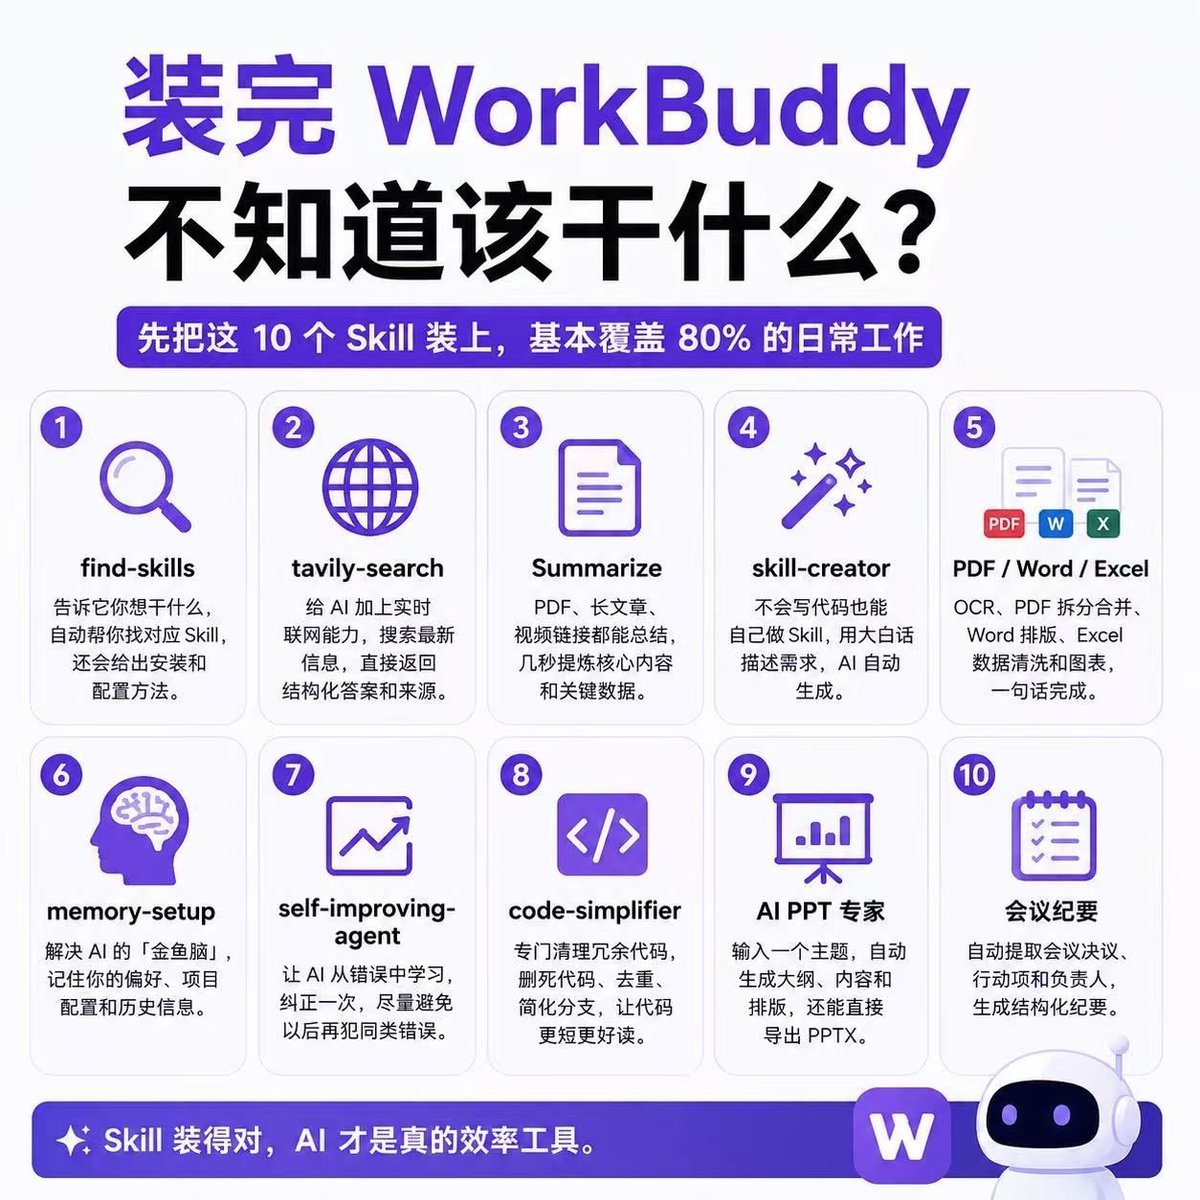 装完 WorkBuddy
不知道该干什么？
先把这 10 个 Skill 装上，基本覆盖 80% 的日常工作
1
find-skills
告诉它你想干什么，
自动帮你找对应 Skill，
还会给出安装和
配置方法。
2
tavily-search
给 AI 加上实时
联网能力，搜索最新
信息，直接返回
结构化答案和来源。
3
Summarize
PDF、长文章、
视频链接都能总结，
几秒提炼核心内容
和关键数据。
4
skill-creator
不会写代码也能
自己做 Skill，用大白话
描述需求，AI 自动
生成。
5
PDF W X
PDF / Word / Excel
OCR、PDF 拆分合并、
Word 排版、Excel
数据清洗和图表，
一句话完成。
6
memory-setup
解决 AI 的「金鱼脑」，
记住你的偏好、项目
配置和历史信息。
7
self-improving-
agent
让 AI 从错误中学习，
纠正一次，尽量避免
以后再犯同类错误。
8
</>
code-simplifier
专门清理冗余代码，
删死代码、去重、
简化分支，让代码
更短更好读。
9
AI PPT 专家
输入一个主题，自动
生成大纲、内容和
排版，还能直接
导出 PPTX。
10
会议纪要
自动提取会议决议、
行动项和负责人，
生成结构化纪要。
Skill 装得对，AI 才是真的效率工具。
W